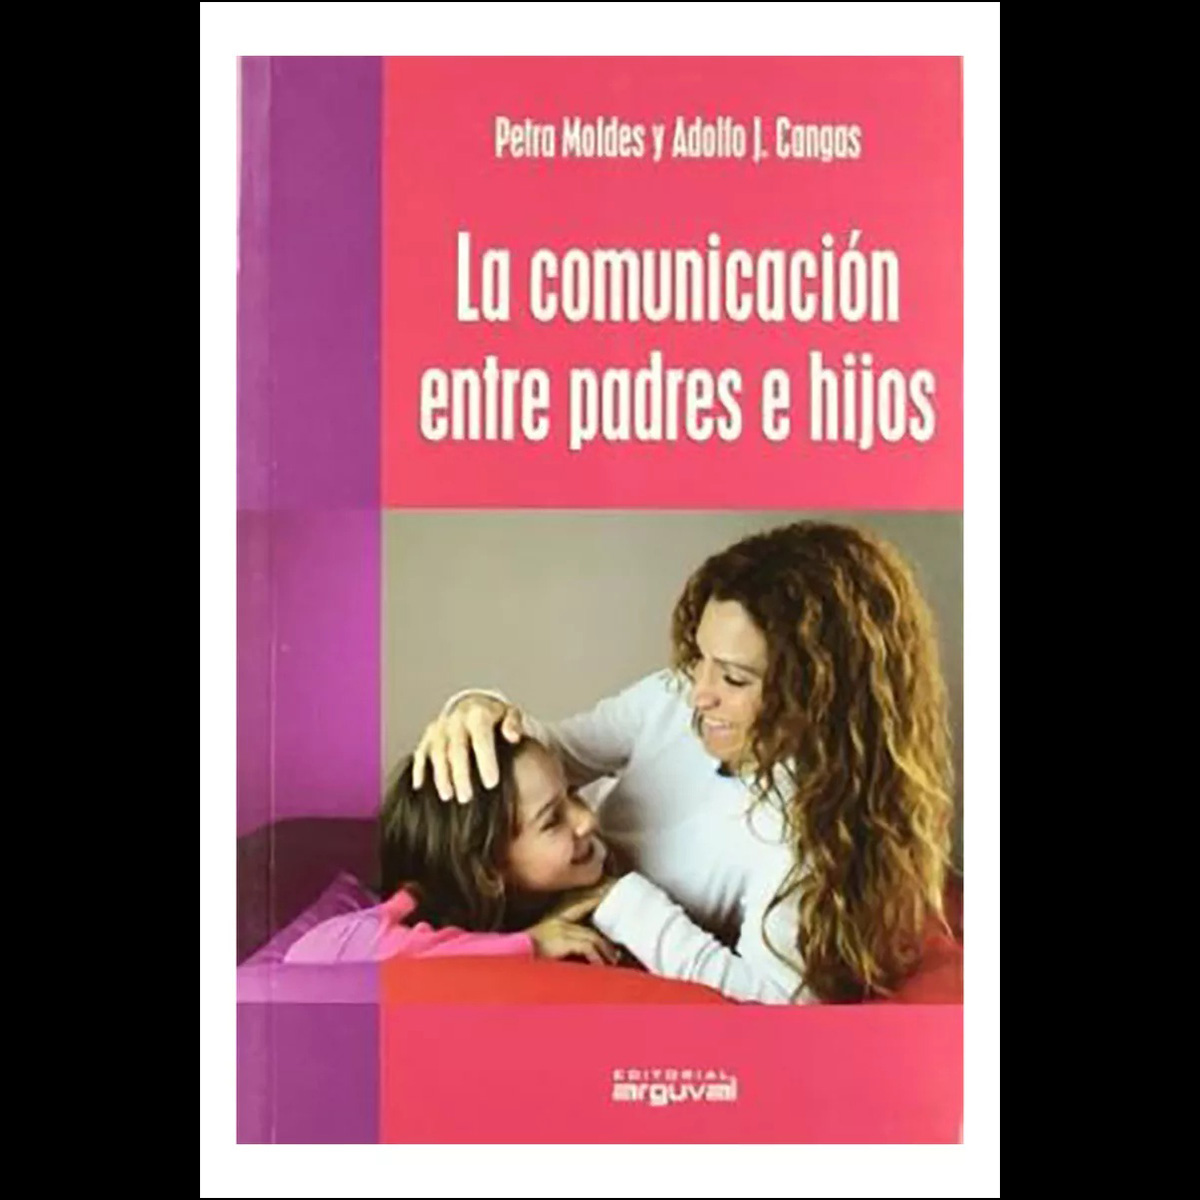 Petra Moldes y Adolfo J. Cangas
La comunicación
entre padres e hijos
EDITORIAL
arguval